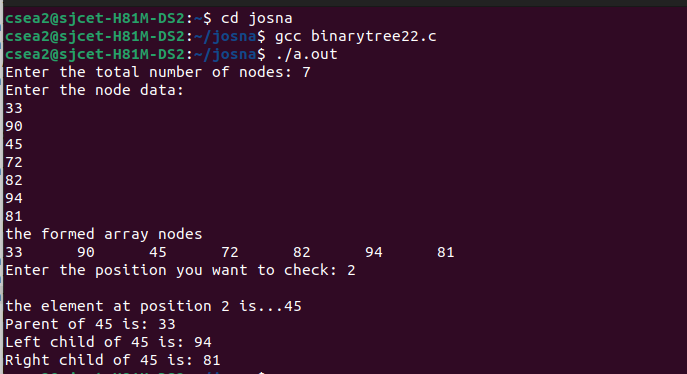 csea2@sjcet-H81M-DS2:~$ cd josna
csea2@sjcet-H81M-DS2:~/josna$ gcc binarytree22.c
csea2@sjcet-H81M-DS2:~/josna$ ./a.out
Enter the total number of nodes: 7
Enter the node data:
33
90
45
72
82
94
81
the formed array nodes
33      90      45      72      82      94      81
Enter the position you want to check: 2

the element at position 2 is...45
Parent of 45 is: 33
Left child of 45 is: 94
Right child of 45 is: 81